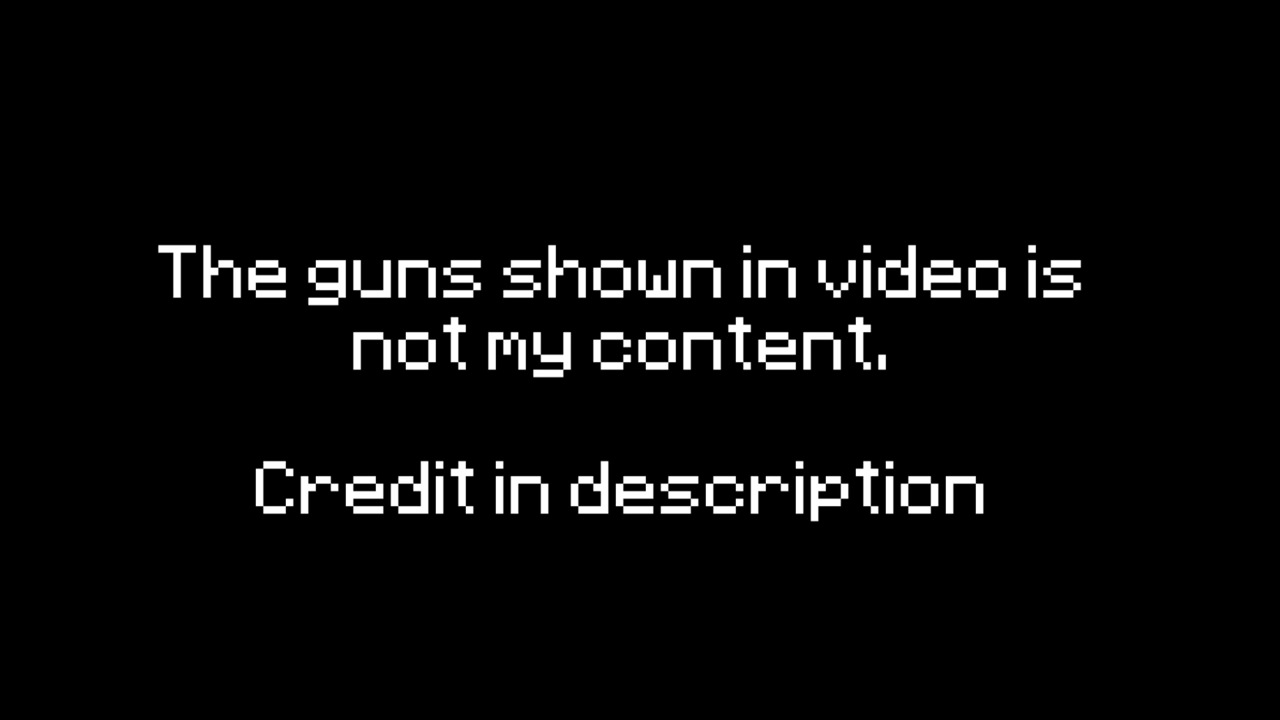 The guns shown in video is
not my content.
Credit in description